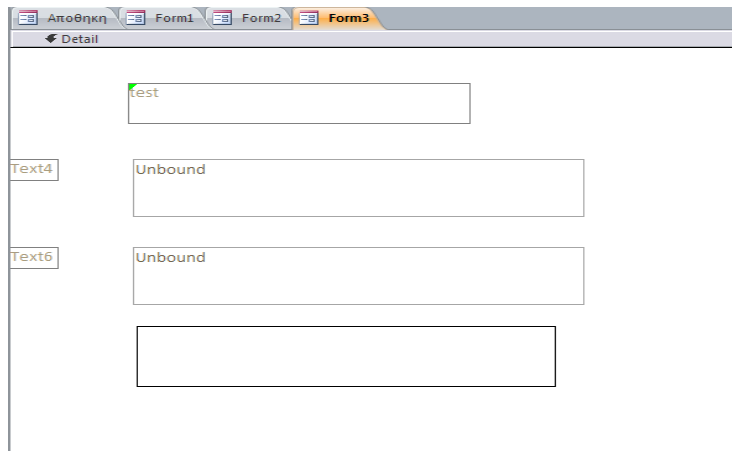 Αποθηκη Form1 Form2 Form3
Detail
test
Text4 Unbound
Text6 Unbound